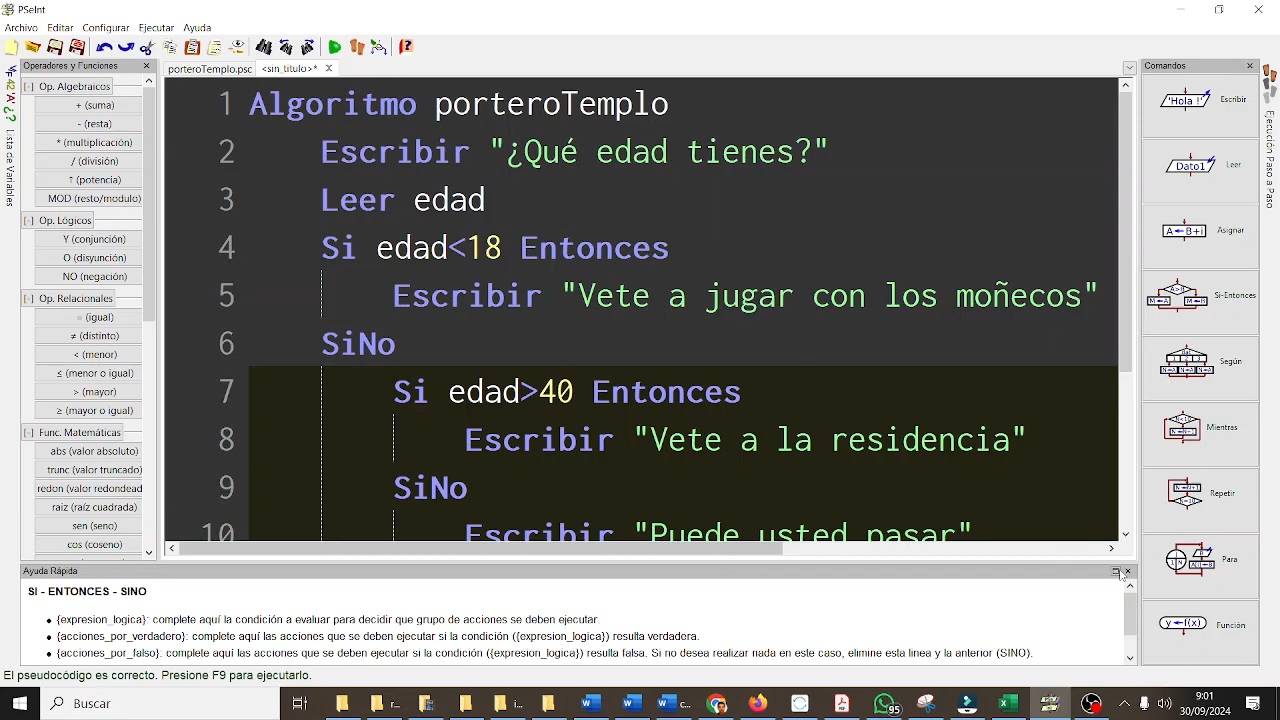 PSeInt
Archivo Editar Configurar Ejecutar Ayuda
Operadores y Funciones
porteroTemplo.psc
<sin_titulo>*
Comandos
Lista de Variables
[-] Op. Algebraicos
+ (suma)
- (resta)
* (multiplicación)
/ (división)
↑ (potencia)
MOD (resto/modulo)
[-] Op. Lógicos
Y (conjunción)
O (disyunción)
NO (negación)
[-] Op. Relacionales
= (igual)
≠ (distinto)
< (menor)
≤ (menor o igual)
> (mayor)
≥ (mayor o igual)
[-] Func. Matemáticas
abs (valor absoluto)
trunc (valor truncado)
redon (valor redondead
raiz (raíz cuadrada)
sen (seno)
cos (coseno)
1 Algoritmo porteroTemplo
2 Escribir "¿Qué edad tienes?"
3 Leer edad
4 Si edad<18 Entonces
5 Escribir "Vete a jugar con los moñecos"
6 SiNo
7 Si edad>40 Entonces
8 Escribir "Vete a la residencia"
9 SiNo
10 Escribir "Puede usted pasar"
'Hola !' Escribir
Dato1 Leer
A←B+i Asignar
Si-Entonces
Según
Mientras
Repetir
Para
y←f(x) Función
Ejecución Paso a Paso
Ayuda Rápida
SI - ENTONCES - SINO
• {expresion_logica}: complete aquí la condición a evaluar para decidir que grupo de acciones se deben ejecutar.
• {acciones_por_verdadero}: complete aquí las acciones que se deben ejecutar si la condición ({expresion_logica}) resulta verdadera.
• {acciones_por_falso}: complete aquí las acciones que se deben ejecutar si la condición ({expresion_logica}) resulta falsa. Si no desea realizar nada en este caso, elimine esta linea y la anterior (SINO).
El pseudocódigo es correcto. Presione F9 para ejecutarlo.
Buscar
95
9:01
30/09/2024